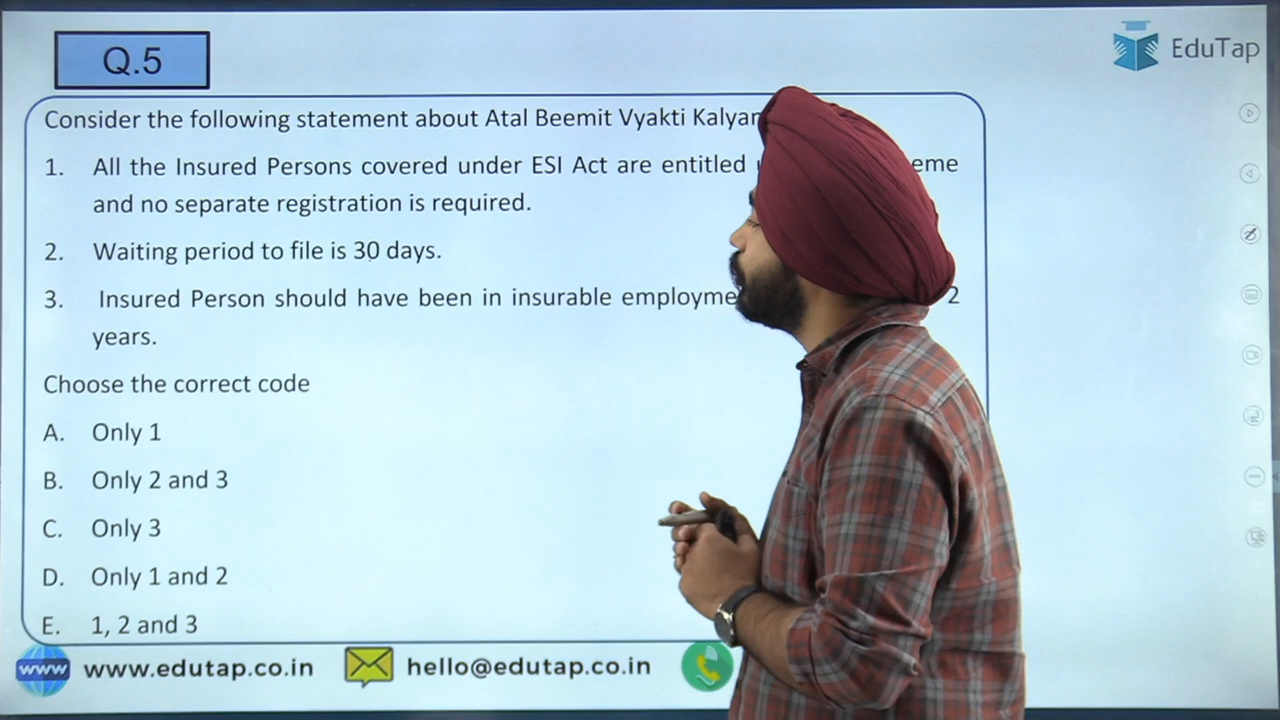 Q.5
EduTap
Consider the following statement about Atal Beemit Vyakti
1. All the Insured Persons covered under ESI Act are entitled
and no separate registration is required.
2. Waiting period to file is 30 days.
3. Insured Person should have been in insurable 2
years.
Choose the correct code
A. Only 1
B. Only 2 and 3
C. Only 3
D. Only 1 and 2
E. 1, 2 and 3
www www.edutap.co.in hello@edutap.co.in